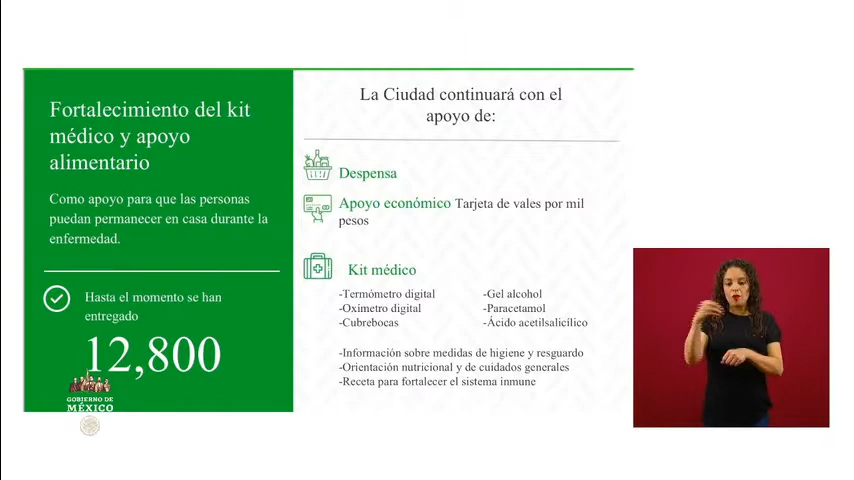 Fortalecimiento del kit
médico y apoyo
alimentario
Como apoyo para que las personas
puedan permanecer en casa durante la
enfermedad.
Hasta el momento se han
entregado
12,800
GOBIERNO DE
MÉXICO
La Ciudad continuará con el
apoyo de:
Despensa
Apoyo económico Tarjeta de vales por mil
pesos
Kit médico
-Termómetro digital
-Oxímetro digital
-Cubrebocas
-Gel alcohol
-Paracetamol
-Ácido acetilsalicílico
-Información sobre medidas de higiene y resguardo
-Orientación nutricional y de cuidados generales
-Receta para fortalecer el sistema inmune